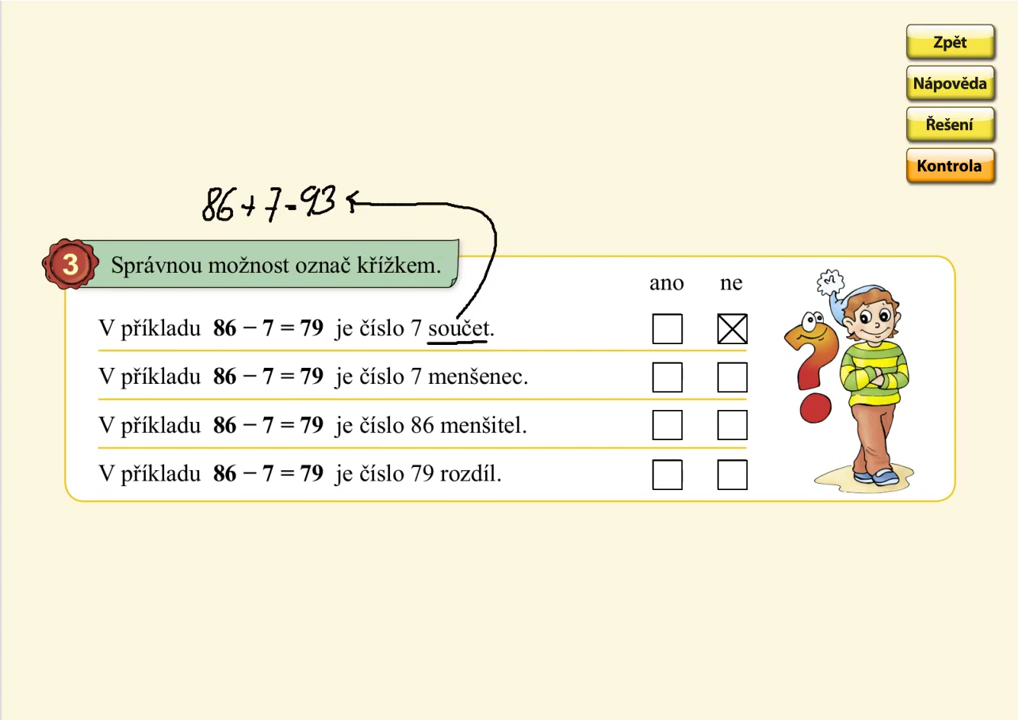 Zpět
Nápověda
Řešení
Kontrola
86+7=93
3 Správnou možnost označ křížkem.
ano ne
V příkladu 86 − 7 = 79 je číslo 7 součet.
V příkladu 86 − 7 = 79 je číslo 7 menšenec.
V příkladu 86 − 7 = 79 je číslo 86 menšitel.
V příkladu 86 − 7 = 79 je číslo 79 rozdíl.